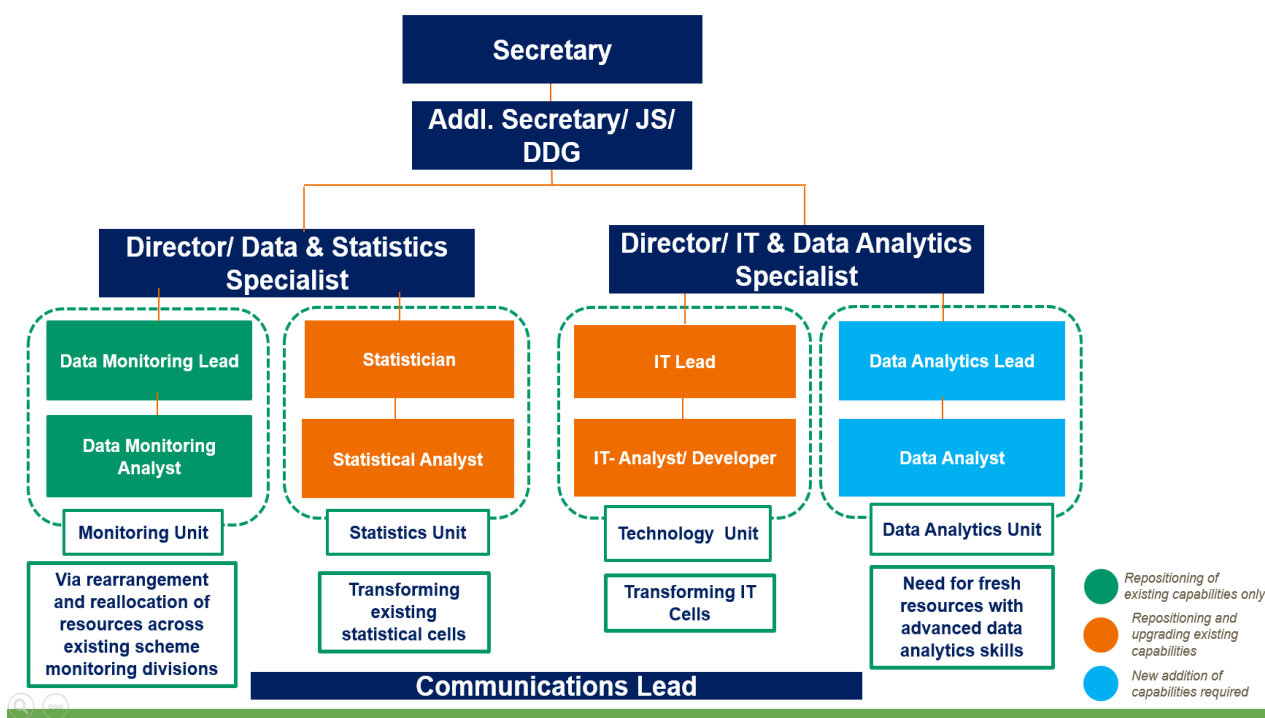 Secretary
Addl. Secretary/ JS/
DDG
Director/ Data & Statistics
Specialist
Director/ IT & Data Analytics
Specialist
Data Monitoring Lead
Statistician
IT Lead
Data Analytics Lead
Data Monitoring
Analyst
Statistical Analyst
IT- Analyst/ Developer
Data Analyst
Monitoring Unit
Statistics Unit
Technology Unit
Data Analytics Unit
Via rearrangement
and reallocation of
resources across
existing scheme
monitoring divisions
Transforming
existing
statistical cells
Transforming IT
Cells
Need for fresh
resources with
advanced data
analytics skills
Repositioning of
existing capabilities only
Repositioning and
upgrading existing
capabilities
New addition of
capabilities required
Communications Lead